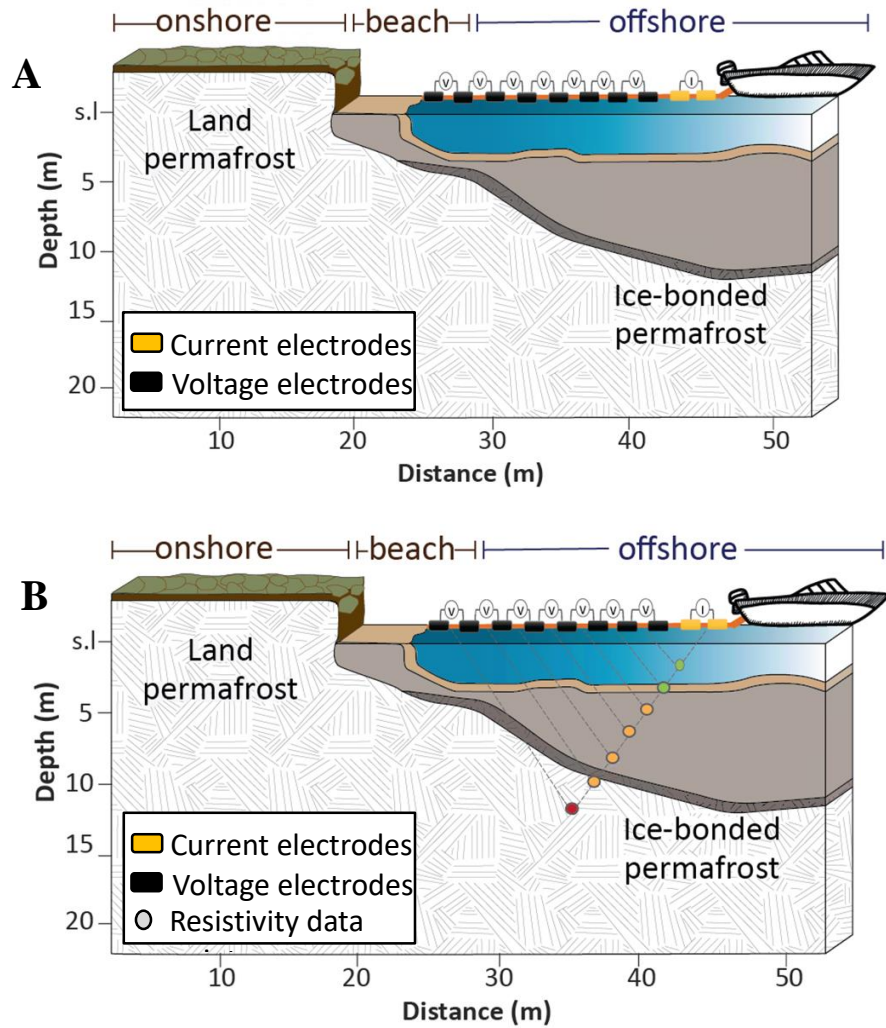 onshore beach offshore
A
V V V V V V V I
s.l
Land
permafrost
5
10
15
20
Depth (m)
Ice-bonded
permafrost
Current electrodes
Voltage electrodes
10 20 30 40 50
Distance (m)
onshore beach offshore
B
V V V V V V V I
s.l
Land
permafrost
5
10
15
20
Depth (m)
Ice-bonded
permafrost
Current electrodes
Voltage electrodes
Resistivity data
10 20 30 40 50
Distance (m)